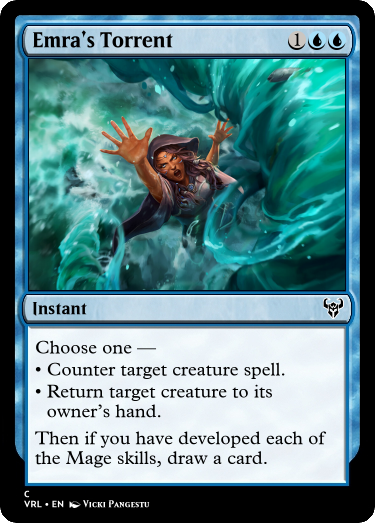 Emra's Torrent 1
Instant
Choose one —
• Counter target creature spell.
• Return target creature to its
owner's hand.
Then if you have developed each of
the Mage skills, draw a card.
C
VRL • EN Vicki Pangestu